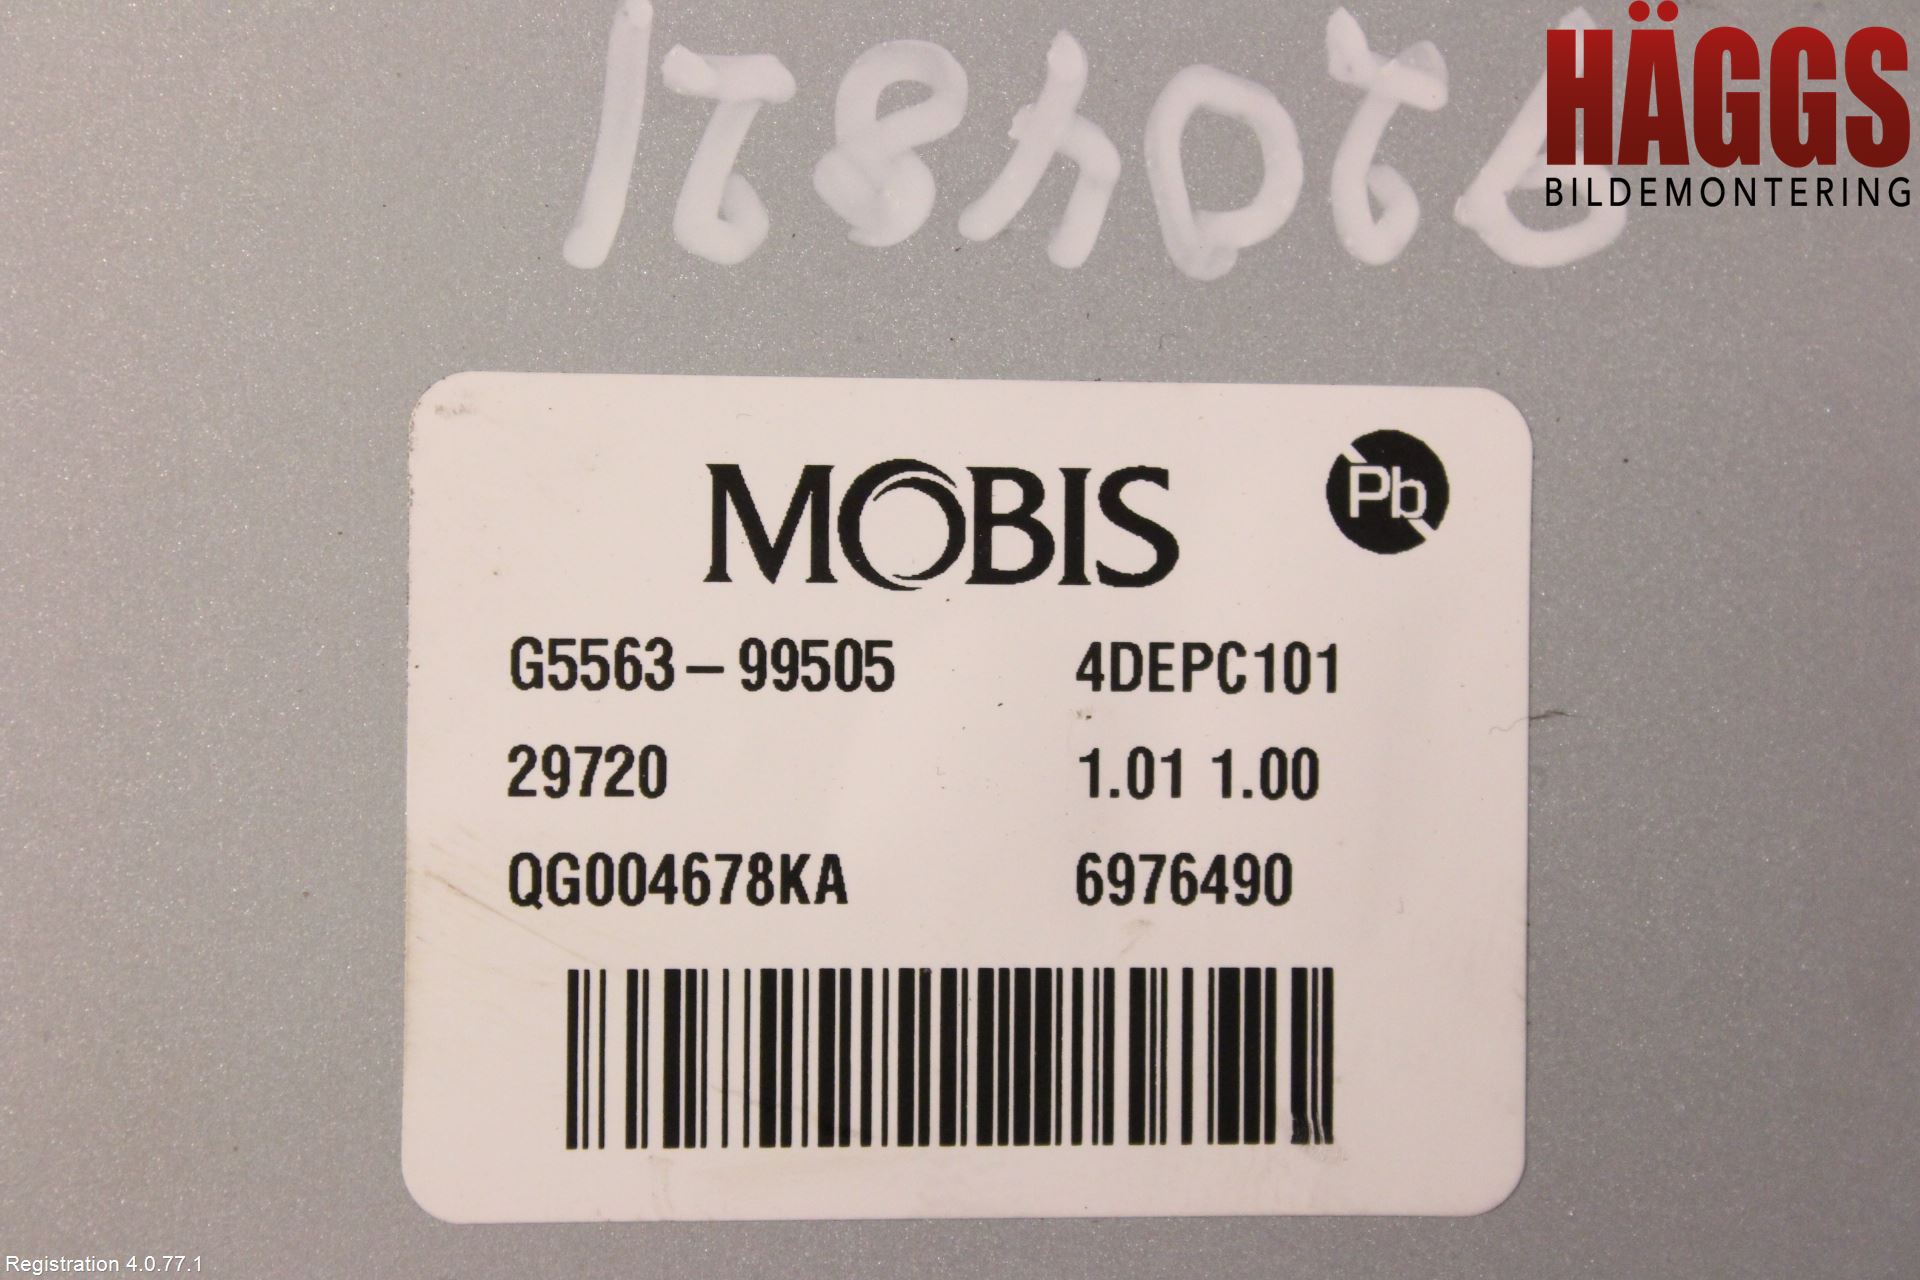 HÄGGS
BILDEMONTERING
MOBIS
Pb
G5563-99505 4DEPC101
29720 1.01 1.00
QG004678KA 6976490
Registration 4.0.77.1